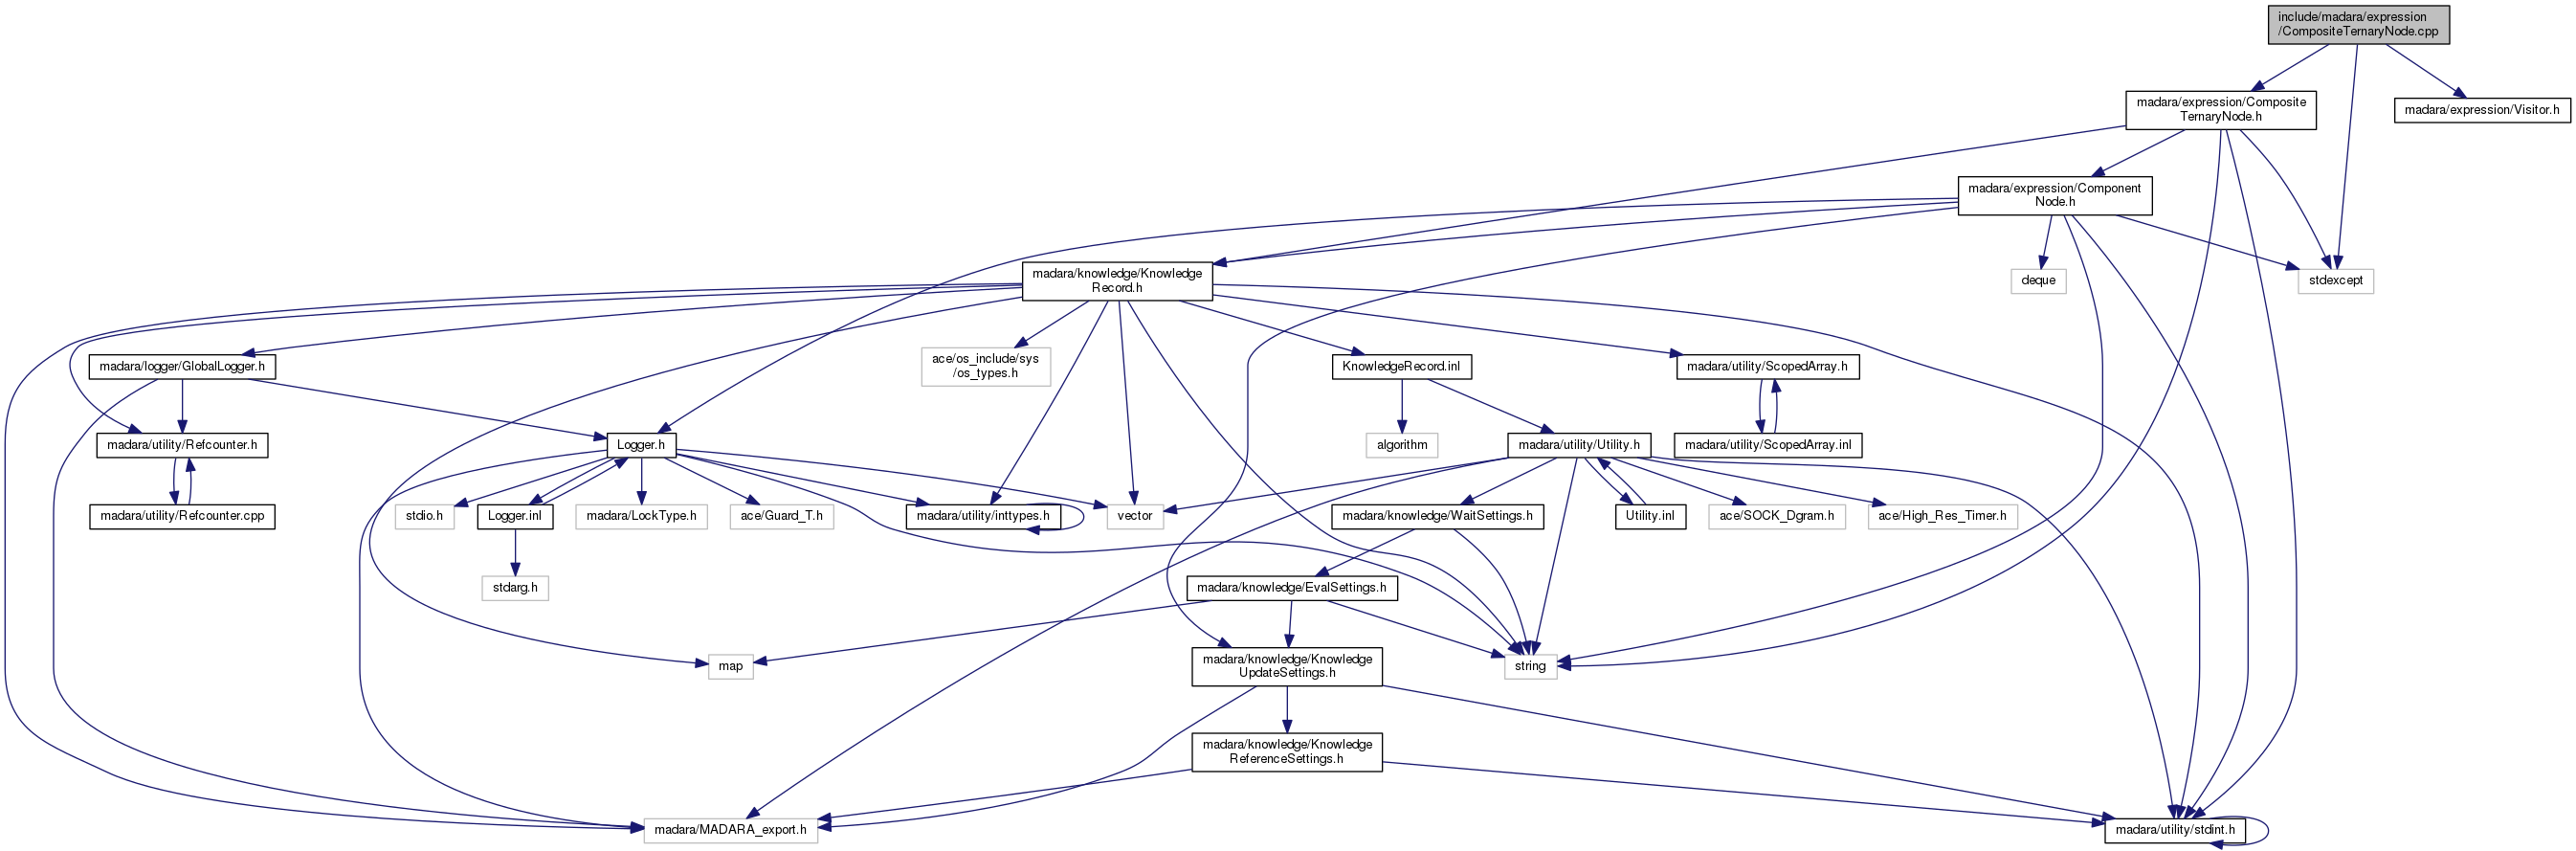 include/madara/expression
/CompositeTernaryNode.cpp
madara/expression/Composite
TernaryNode.h
madara/expression/Visitor.h
madara/expression/Component
Node.h
madara/knowledge/Knowledge
Record.h
deque
stdexcept
madara/logger/GlobalLogger.h
ace/os_include/sys
/os_types.h
KnowledgeRecord.inl
madara/utility/ScopedArray.h
madara/utility/Refcounter.h
Logger.h
algorithm
madara/utility/Utility.h
madara/utility/ScopedArray.inl
madara/utility/Refcounter.cpp
stdio.h
Logger.inl
madara/LockType.h
ace/Guard_T.h
madara/utility/inttypes.h
vector
madara/knowledge/WaitSettings.h
Utility.inl
ace/SOCK_Dgram.h
ace/High_Res_Timer.h
stdarg.h
madara/knowledge/EvalSettings.h
map
madara/knowledge/Knowledge
UpdateSettings.h
string
madara/knowledge/Knowledge
ReferenceSettings.h
madara/MADARA_export.h
madara/utility/stdint.h